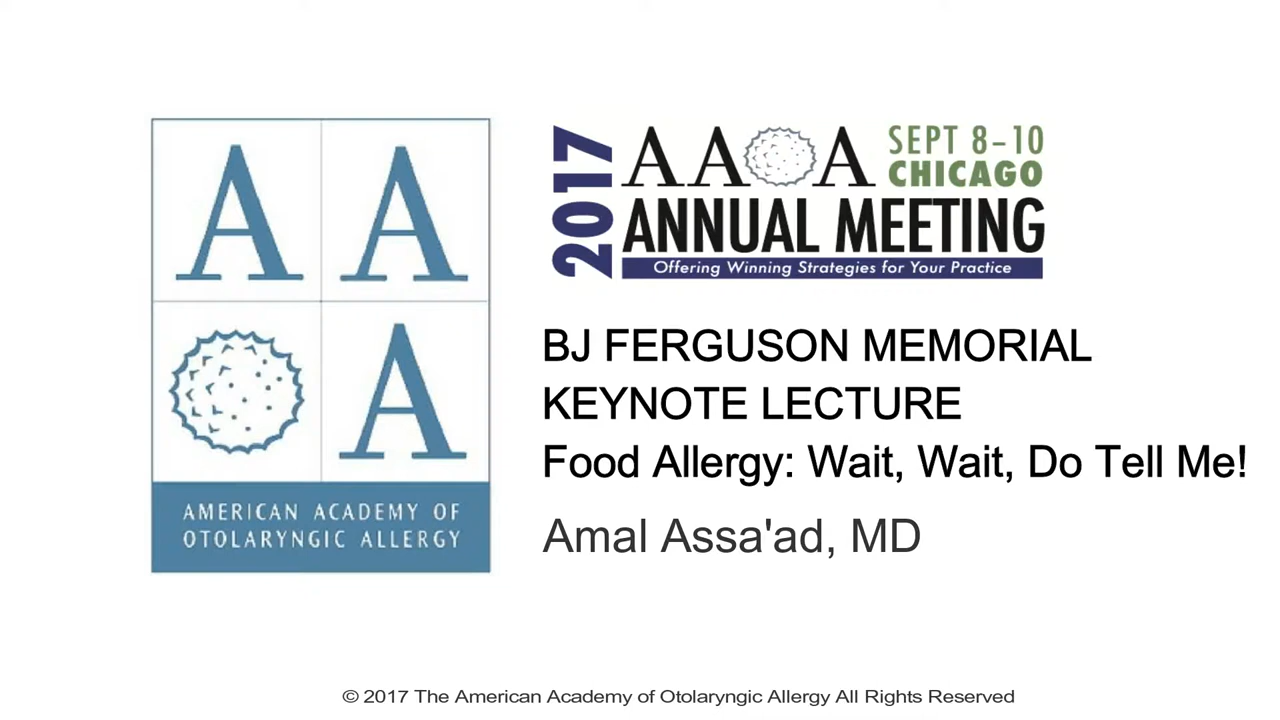 A A
A
AMERICAN ACADEMY OF
OTOLARYNGIC ALLERGY
2017
AA A
SEPT 8–10
CHICAGO
ANNUAL MEETING
Offering Winning Strategies for Your Practice
BJ FERGUSON MEMORIAL
KEYNOTE LECTURE
Food Allergy: Wait, Wait, Do Tell Me!
Amal Assa'ad, MD
© 2017 The American Academy of Otolaryngic Allergy All Rights Reserved